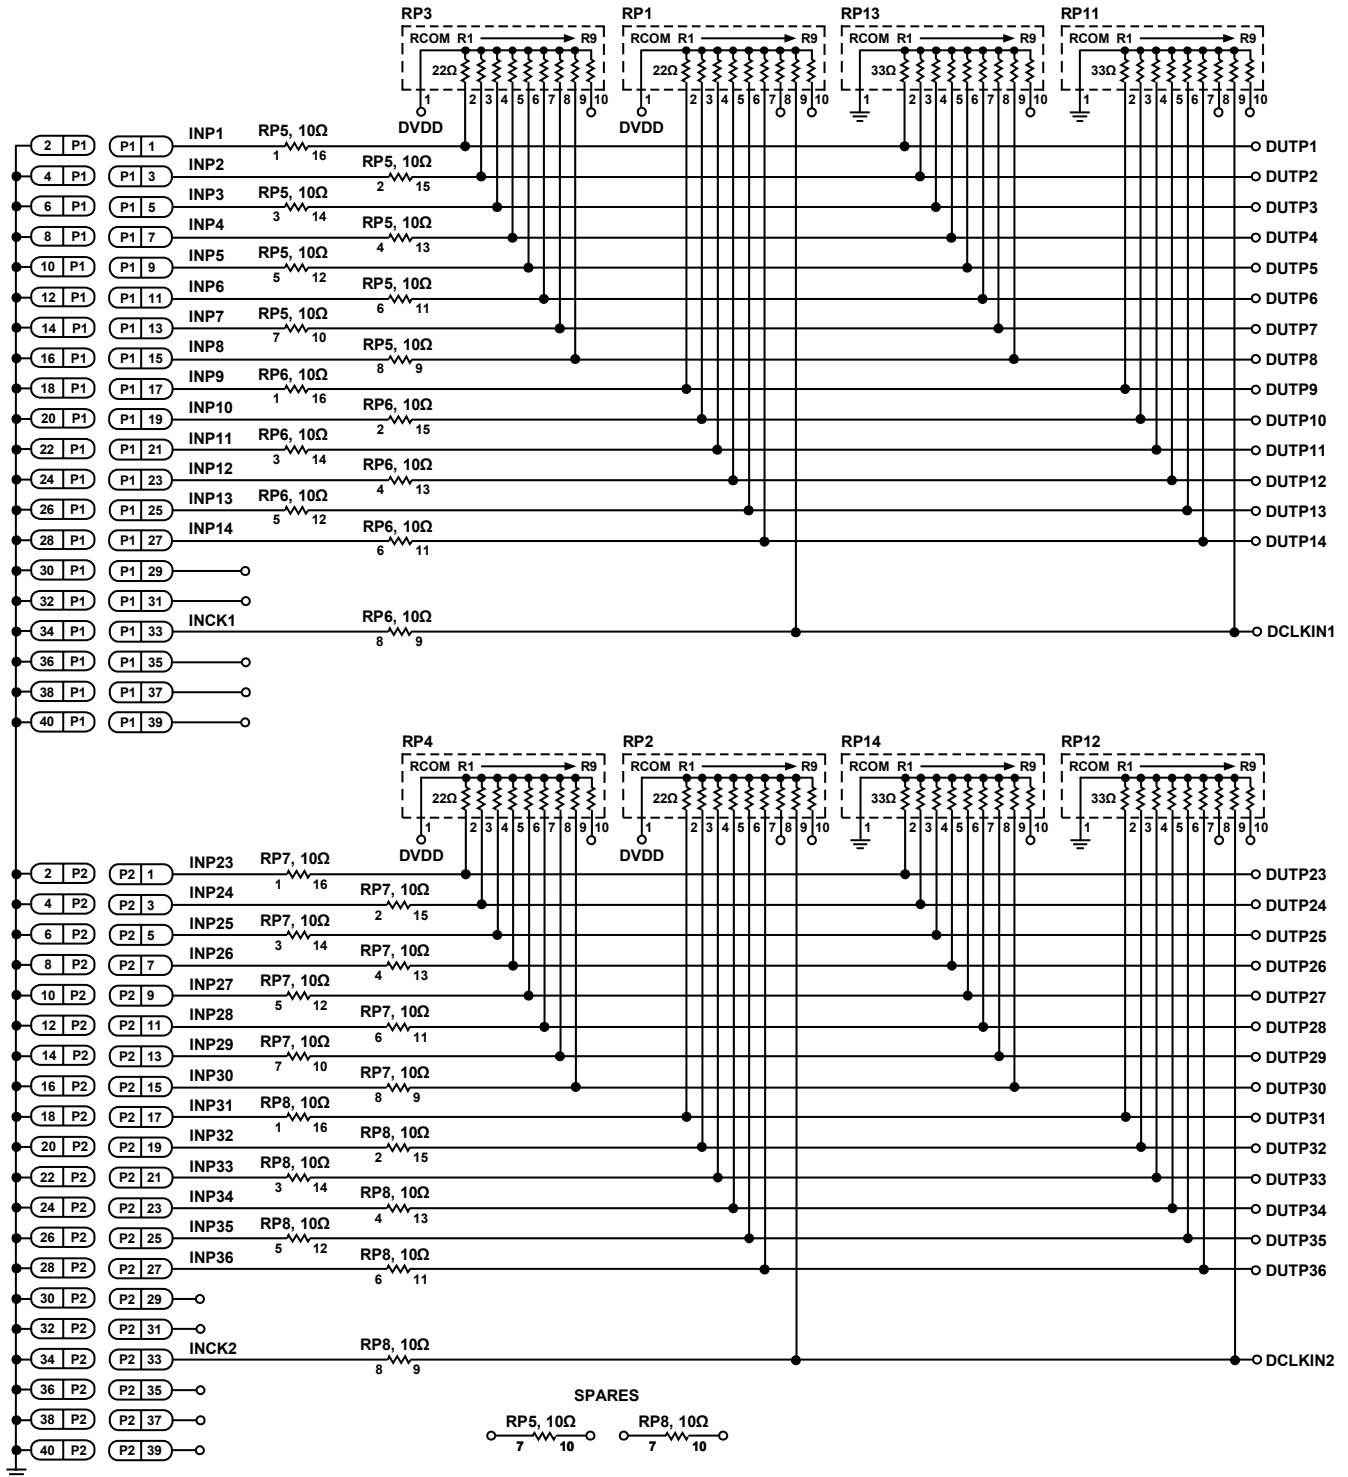 RP3 RP1 RP13 RP11
RCOM R1 R9 RCOM R1 R9 RCOM R1 R9 RCOM R1 R9
22Ω 22Ω 33Ω 33Ω
1 2 3 4 5 6 7 8 9 10 1 2 3 4 5 6 7 8 9 10 1 2 3 4 5 6 7 8 9 10 1 2 3 4 5 6 7 8 9 10
DVDD DVDD
2 P1 P1 1 INP1 RP5, 10Ω 1 16 DUTP1
4 P1 P1 3 INP2 RP5, 10Ω 2 15 DUTP2
6 P1 P1 5 INP3 RP5, 10Ω 3 14 DUTP3
8 P1 P1 7 INP4 RP5, 10Ω 4 13 DUTP4
10 P1 P1 9 INP5 RP5, 10Ω 5 12 DUTP5
12 P1 P1 11 INP6 RP5, 10Ω 6 11 DUTP6
14 P1 P1 13 INP7 RP5, 10Ω 7 10 DUTP7
16 P1 P1 15 INP8 RP5, 10Ω 8 9 DUTP8
18 P1 P1 17 INP9 RP6, 10Ω 1 16 DUTP9
20 P1 P1 19 INP10 RP6, 10Ω 2 15 DUTP10
22 P1 P1 21 INP11 RP6, 10Ω 3 14 DUTP11
24 P1 P1 23 INP12 RP6, 10Ω 4 13 DUTP12
26 P1 P1 25 INP13 RP6, 10Ω 5 12 DUTP13
28 P1 P1 27 INP14 RP6, 10Ω 6 11 DUTP14
30 P1 P1 29
32 P1 P1 31
34 P1 P1 33 INCK1 RP6, 10Ω 8 9 DCLKIN1
36 P1 P1 35
38 P1 P1 37
40 P1 P1 39
RP4 RP2 RP14 RP12
RCOM R1 R9 RCOM R1 R9 RCOM R1 R9 RCOM R1 R9
22Ω 22Ω 33Ω 33Ω
1 2 3 4 5 6 7 8 9 10 1 2 3 4 5 6 7 8 9 10 1 2 3 4 5 6 7 8 9 10 1 2 3 4 5 6 7 8 9 10
DVDD DVDD
2 P2 P2 1 INP23 RP7, 10Ω 1 16 DUTP23
4 P2 P2 3 INP24 RP7, 10Ω 2 15 DUTP24
6 P2 P2 5 INP25 RP7, 10Ω 3 14 DUTP25
8 P2 P2 7 INP26 RP7, 10Ω 4 13 DUTP26
10 P2 P2 9 INP27 RP7, 10Ω 5 12 DUTP27
12 P2 P2 11 INP28 RP7, 10Ω 6 11 DUTP28
14 P2 P2 13 INP29 RP7, 10Ω 7 10 DUTP29
16 P2 P2 15 INP30 RP7, 10Ω 8 9 DUTP30
18 P2 P2 17 INP31 RP8, 10Ω 1 16 DUTP31
20 P2 P2 19 INP32 RP8, 10Ω 2 15 DUTP32
22 P2 P2 21 INP33 RP8, 10Ω 3 14 DUTP33
24 P2 P2 23 INP34 RP8, 10Ω 4 13 DUTP34
26 P2 P2 25 INP35 RP8, 10Ω 5 12 DUTP35
28 P2 P2 27 INP36 RP8, 10Ω 6 11 DUTP36
30 P2 P2 29
32 P2 P2 31
34 P2 P2 33 INCK2 RP8, 10Ω 8 9 DCLKIN2
36 P2 P2 35
38 P2 P2 37
40 P2 P2 39
SPARES
RP5, 10Ω RP8, 10Ω
7 10 7 10